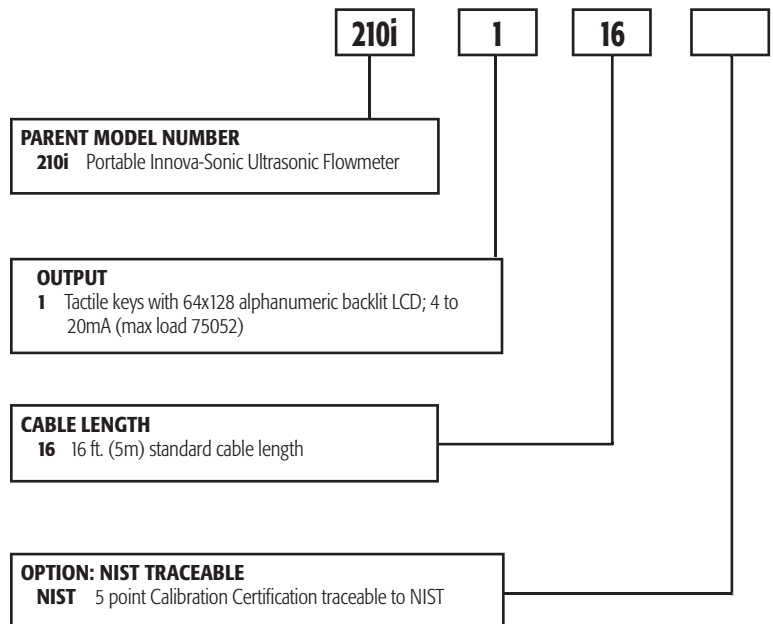 210i 1 16
PARENT MODEL NUMBER
210i Portable Innova-Sonic Ultrasonic Flowmeter
OUTPUT
1 Tactile keys with 64x128 alphanumeric backlit LCD; 4 to
20mA (max load 75052)
CABLE LENGTH
16 16 ft. (5m) standard cable length
OPTION: NIST TRACEABLE
NIST 5 point Calibration Certification traceable to NIST